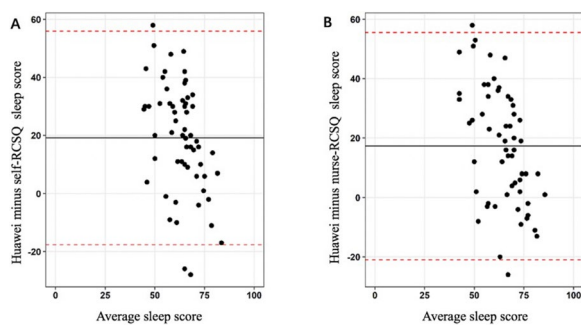 A
Huawei minus self-RCSQ sleep score
60
40
20
0
-20
0 25 50 75 100
Average sleep score
B
Huawei minus nurse-RCSQ sleep score
60
40
20
0
-20
0 25 50 75 100
Average sleep score